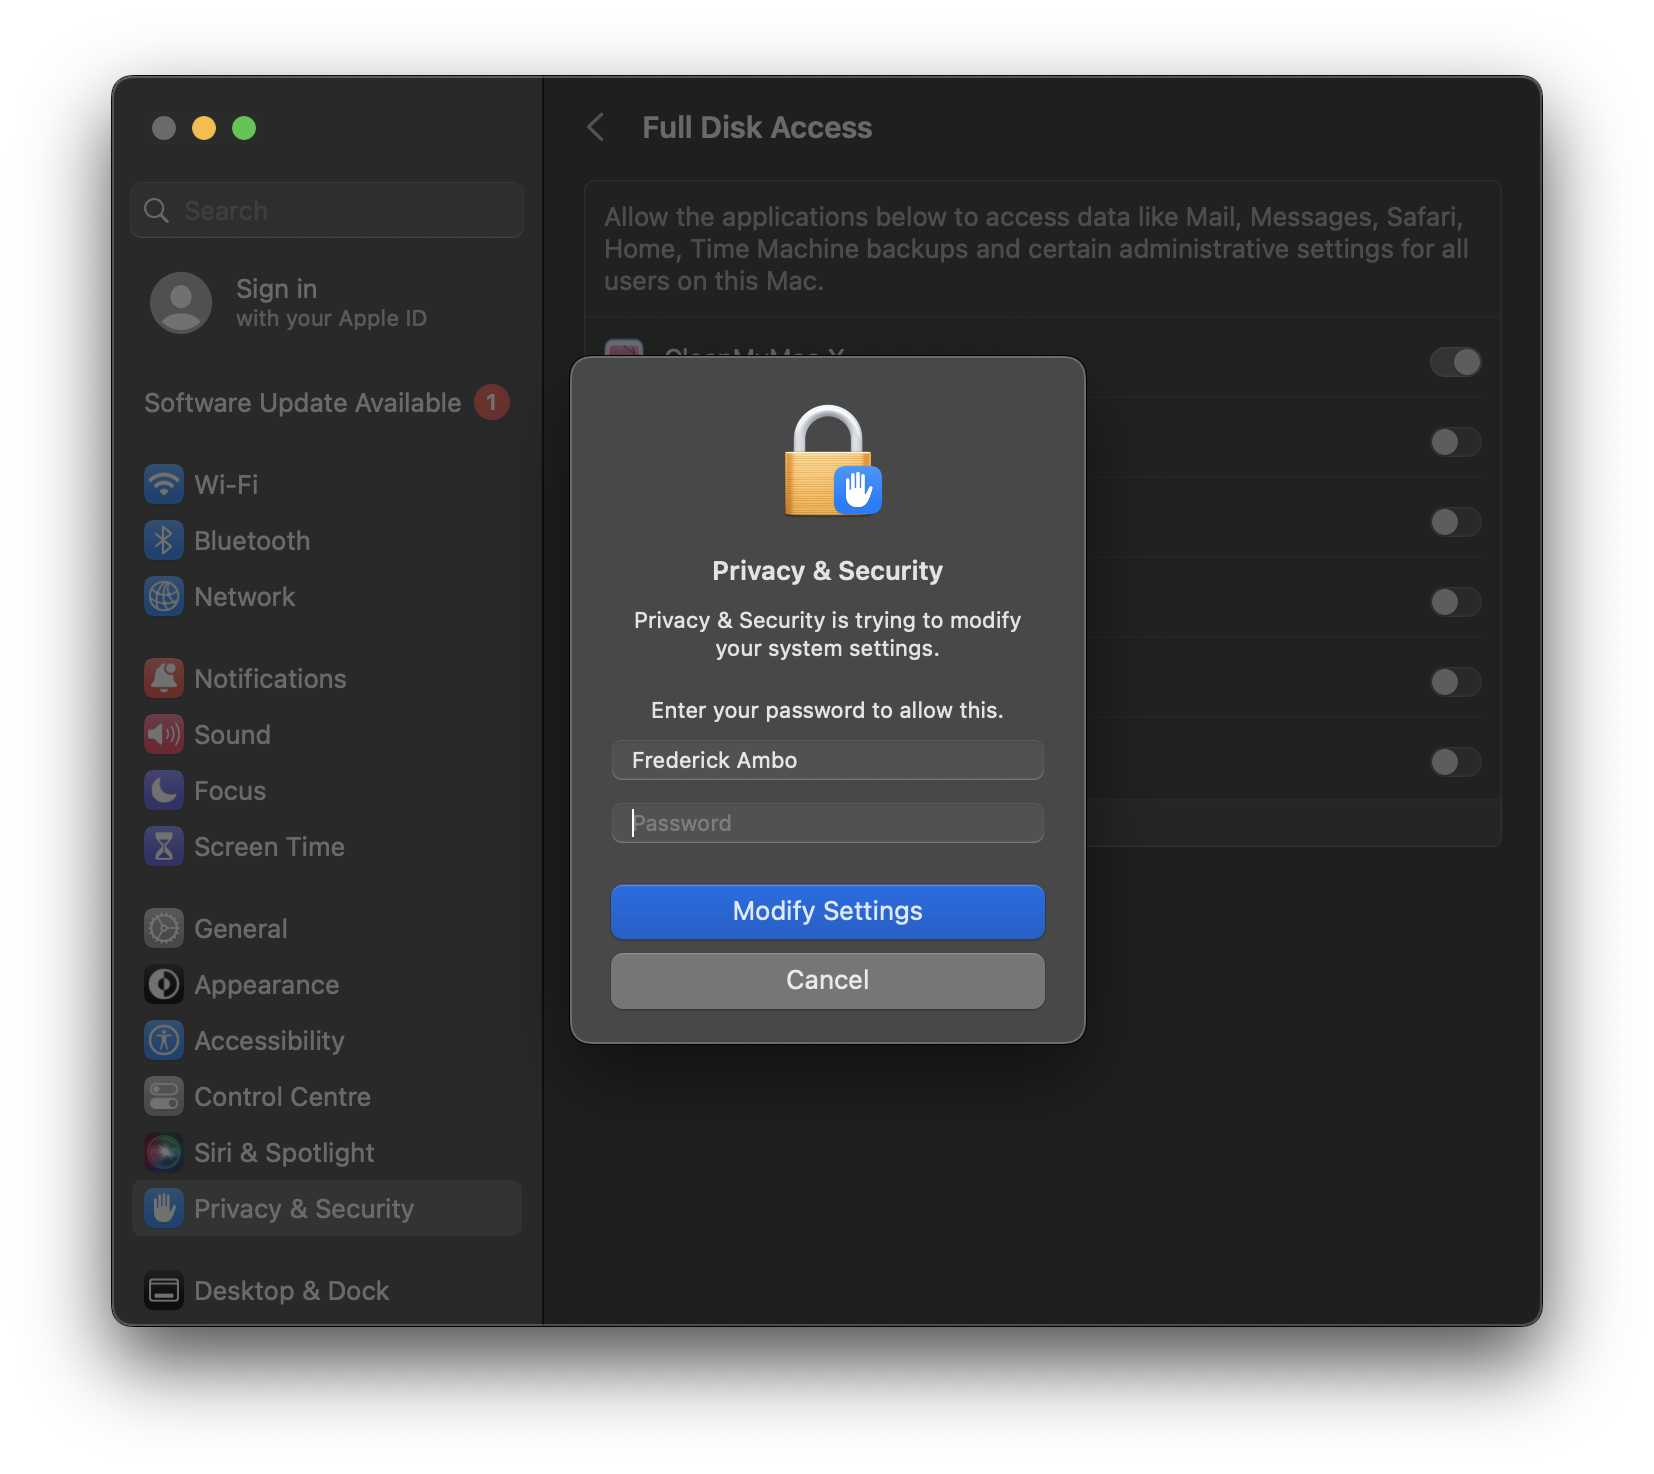 Full Disk Access
Search
Allow the applications below to access data like Mail, Messages, Safari,
Home, Time Machine backups and certain administrative settings for all
users on this Mac.
Sign in
with your Apple ID
CleanMyMac X
Software Update Available 1
Wi-Fi
Bluetooth
Network
Notifications
Sound
Focus
Screen Time
General
Appearance
Accessibility
Control Centre
Siri & Spotlight
Privacy & Security
Desktop & Dock
Privacy & Security
Privacy & Security is trying to modify
your system settings.
Enter your password to allow this.
Frederick Ambo
Password
Modify Settings
Cancel